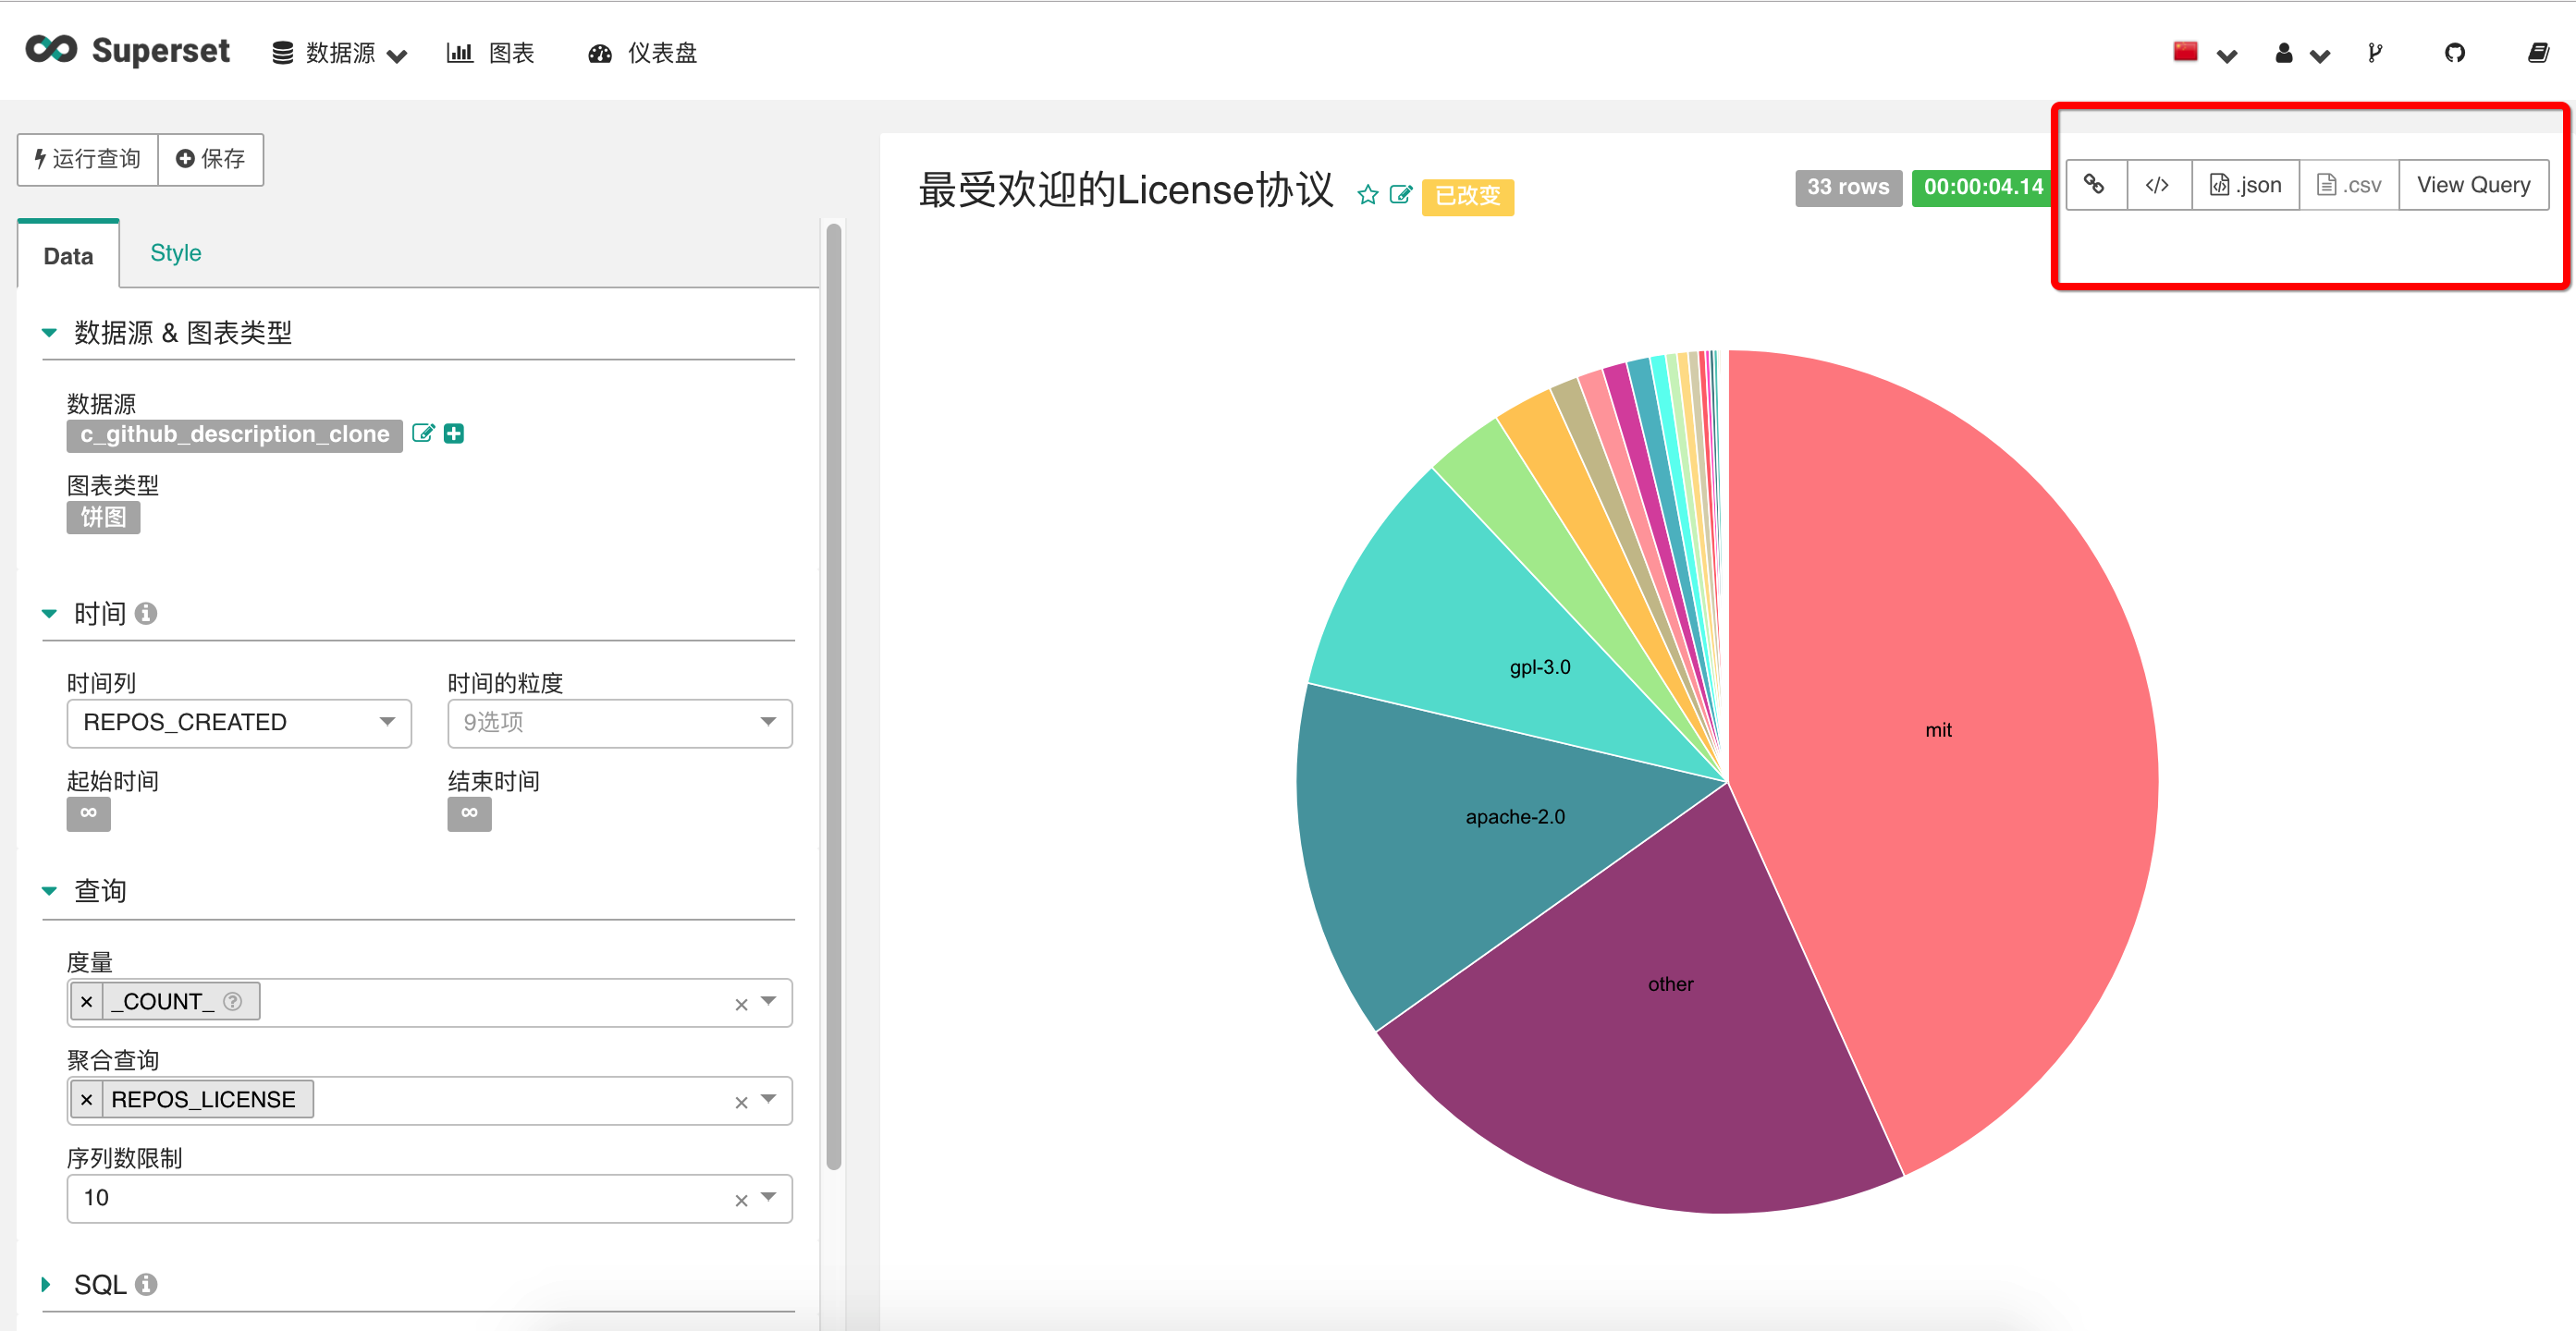 Superset 数据源 图表 仪表盘
运行查询 保存
最受欢迎的License协议 已改变 33 rows 00:00:04.14 </> .json .csv View Query
Data Style
数据源 & 图表类型
数据源
c_github_description_clone
图表类型
饼图
时间
时间列 时间的粒度
REPOS_CREATED 9选项
起始时间 结束时间
∞ ∞
查询
度量
× _COUNT_ ? ×
聚合查询
× REPOS_LICENSE ×
序列数限制
10 ×
SQL
mit
gpl-3.0
apache-2.0
other